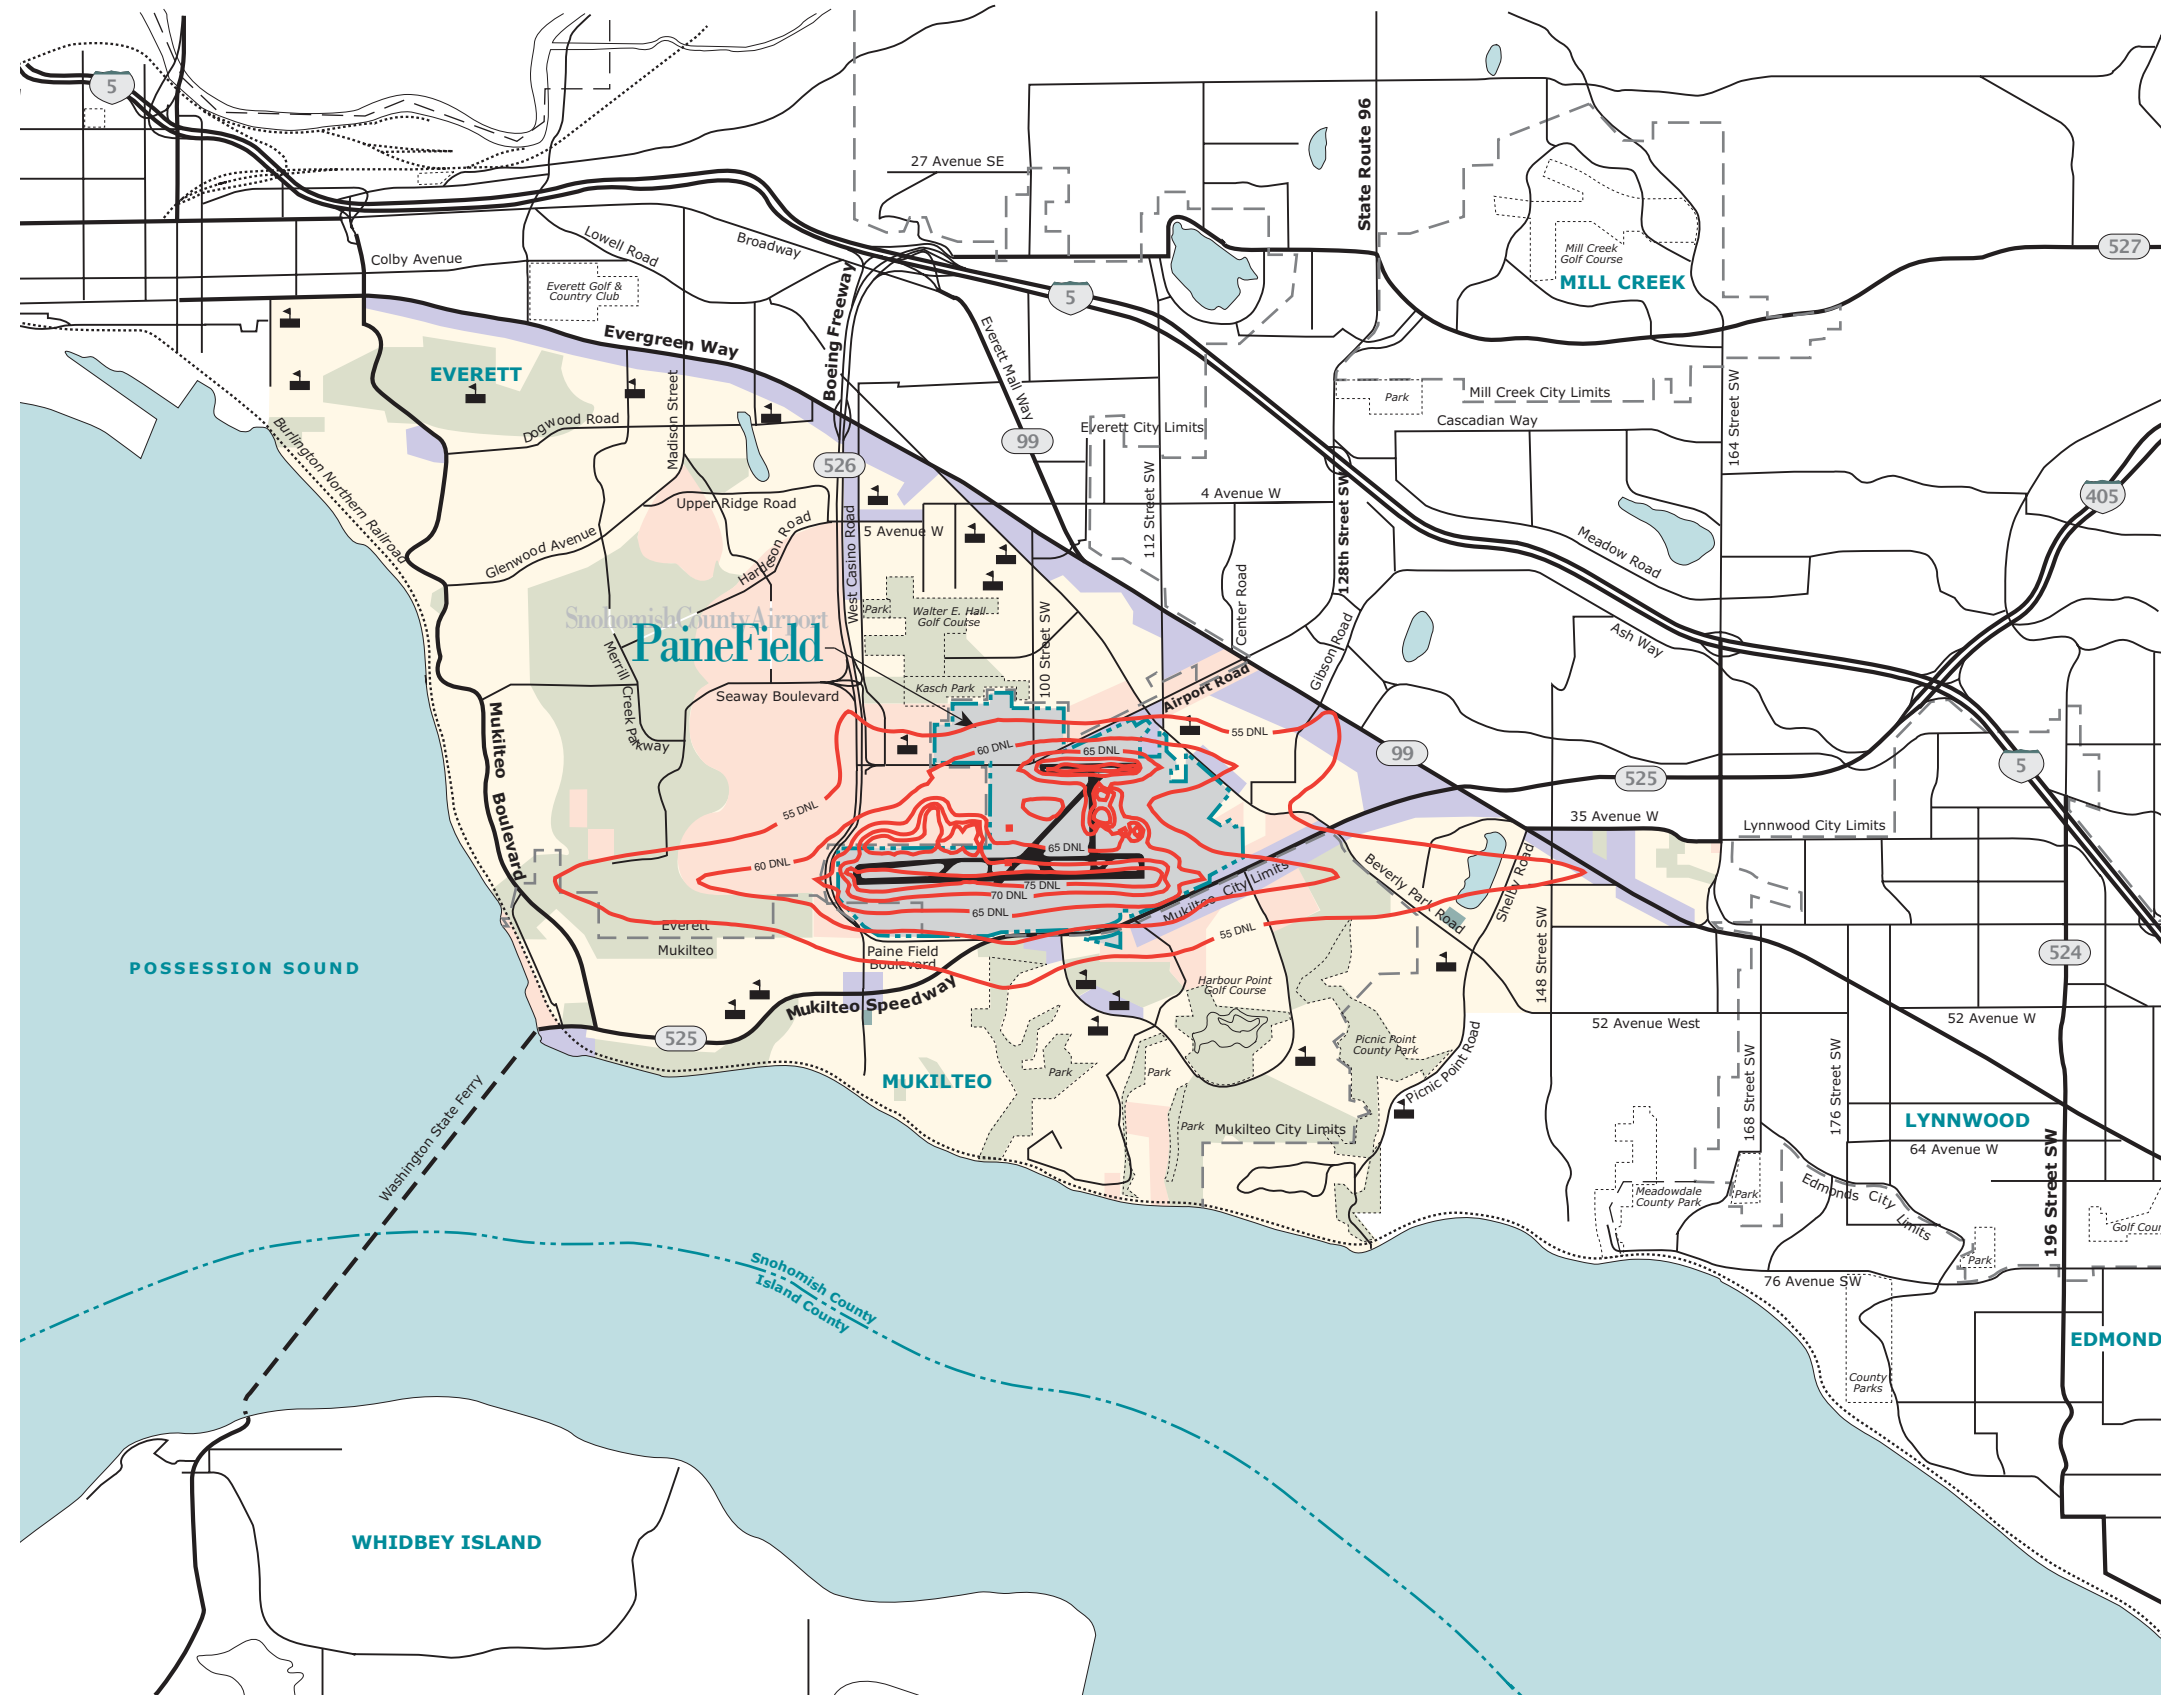 5
27 Avenue SE
State Route 96
527
Colby Avenue
Lowell Road
Broadway
Mill Creek
Golf Course
MILL CREEK
Everett Golf &
Country Club
5
Boeing Freeway
Evergreen Way
Everett Mall Way
EVERETT
Madison Street
Dogwood Road
Park
Mill Creek City Limits
Cascadian Way
164 Street SW
Everett City Limits
99
Burlington Northern Railroad
526
112 Street SW
4 Avenue W
128th Street SW
405
Upper Ridge Road
5 Avenue W
Hardeson Road
West Casino Road
Glenwood Avenue
Meadow Road
Park
Walter E. Hall
Golf Course
Snohomish County Airport
PaineField
Center Road
Gibson Road
Ash Way
100 Street SW
Merrill Creek Parkway
Kasch Park
Seaway Boulevard
Airport Road
Mukilteo Boulevard
55 DNL
60 DNL
65 DNL
99
525
5
55 DNL
35 Avenue W
Lynnwood City Limits
60 DNL
65 DNL
75 DNL
70 DNL
65 DNL
Mukilteo City Limits
Beverly Park Road
Shelby Road
Everett
Mukilteo
55 DNL
Paine Field
Boulevard
Mukilteo Speedway
148 Street SW
524
POSSESSION SOUND
Harbour Point
Golf Course
525
52 Avenue West
52 Avenue W
Picnic Point
County Park
Picnic Point Road
MUKILTEO
Park
Park
168 Street SW
176 Street SW
Washington State Ferry
Park
Mukilteo City Limits
LYNNWOOD
64 Avenue W
196 Street SW
Meadowdale
County Park
Park
Edmonds City Limits
Golf Cour
Park
Snohomish County
Island County
76 Avenue SW
EDMOND
County
Parks
WHIDBEY ISLAND